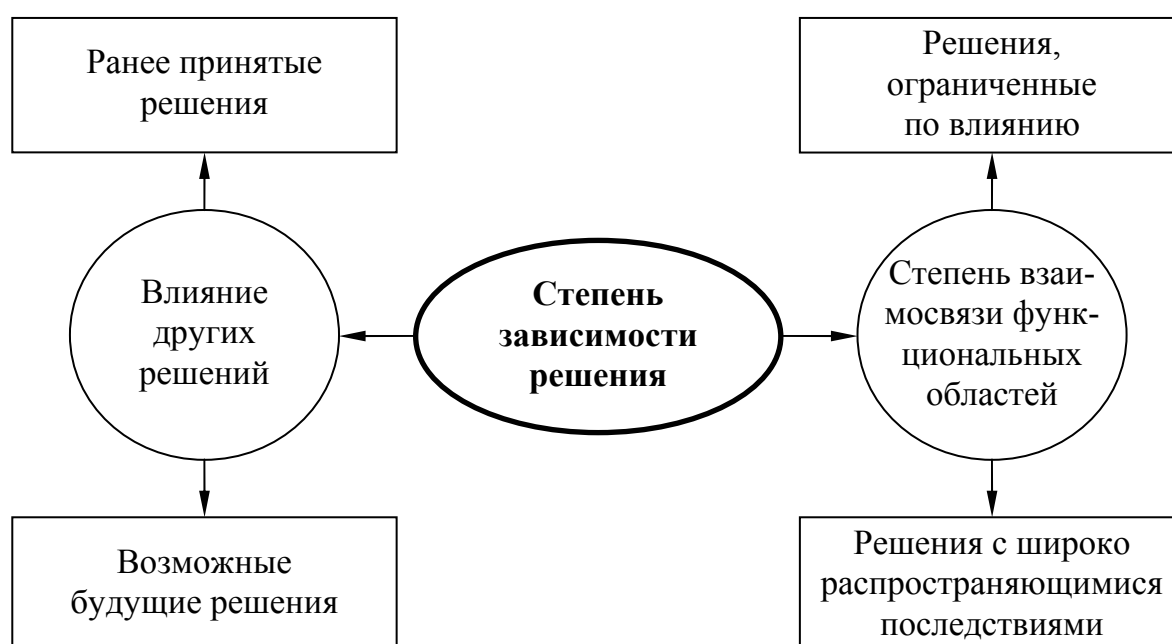 Ранее принятые
решения
Решения,
ограниченные
по влиянию
Влияние
других
решений
Степень
зависимости
решения
Степень взаи-
мосвязи функ-
циональных
областей
Возможные
будущие решения
Решения с широко
распространяющимися
последствиями